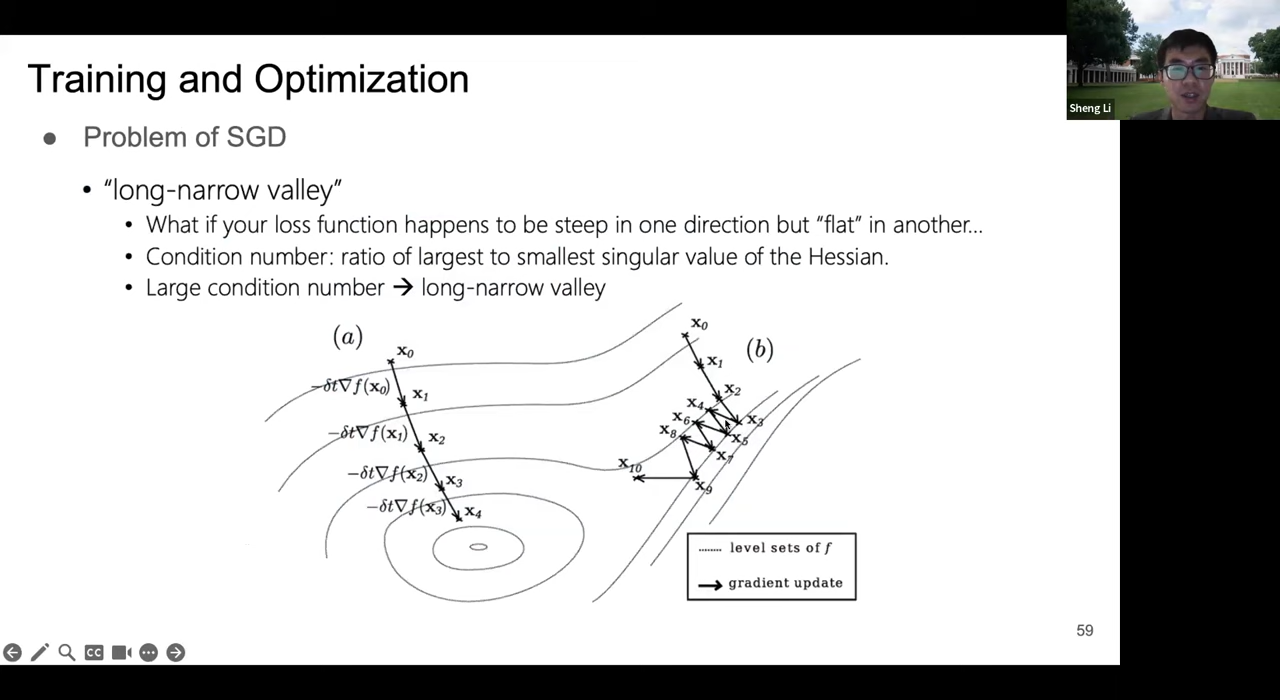 Sheng Li
Training and Optimization
● Problem of SGD
• “long-narrow valley”
• What if your loss function happens to be steep in one direction but “flat” in another...
• Condition number: ratio of largest to smallest singular value of the Hessian.
• Large condition number → long-narrow valley
(a)
x₀
−δt∇f(x₀)
x₁
−δt∇f(x₁)
x₂
−δt∇f(x₂)
x₃
−δt∇f(x₃)
x₄
(b)
x₀
x₁
x₂
x₄
x₃
x₆
x₅
x₈
x₇
x₁₀
x₉
level sets of f
gradient update
59
CC